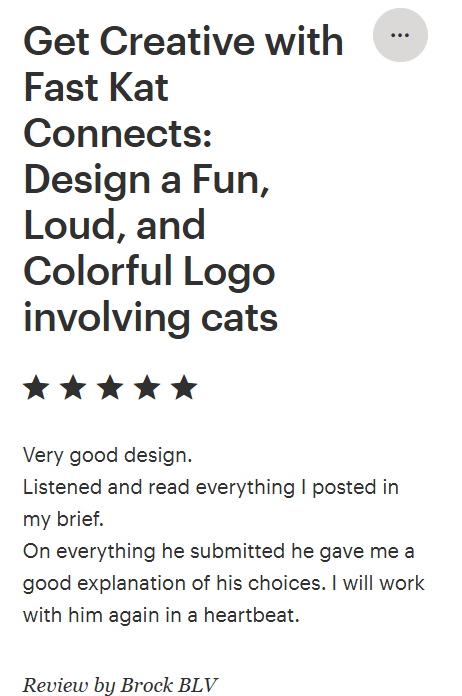 Get Creative with
Fast Kat
Connects:
Design a Fun,
Loud, and
Colorful Logo
involving cats
Very good design.
Listened and read everything I posted in
my brief.
On everything he submitted he gave me a
good explanation of his choices. I will work
with him again in a heartbeat.
Review by Brock BLV